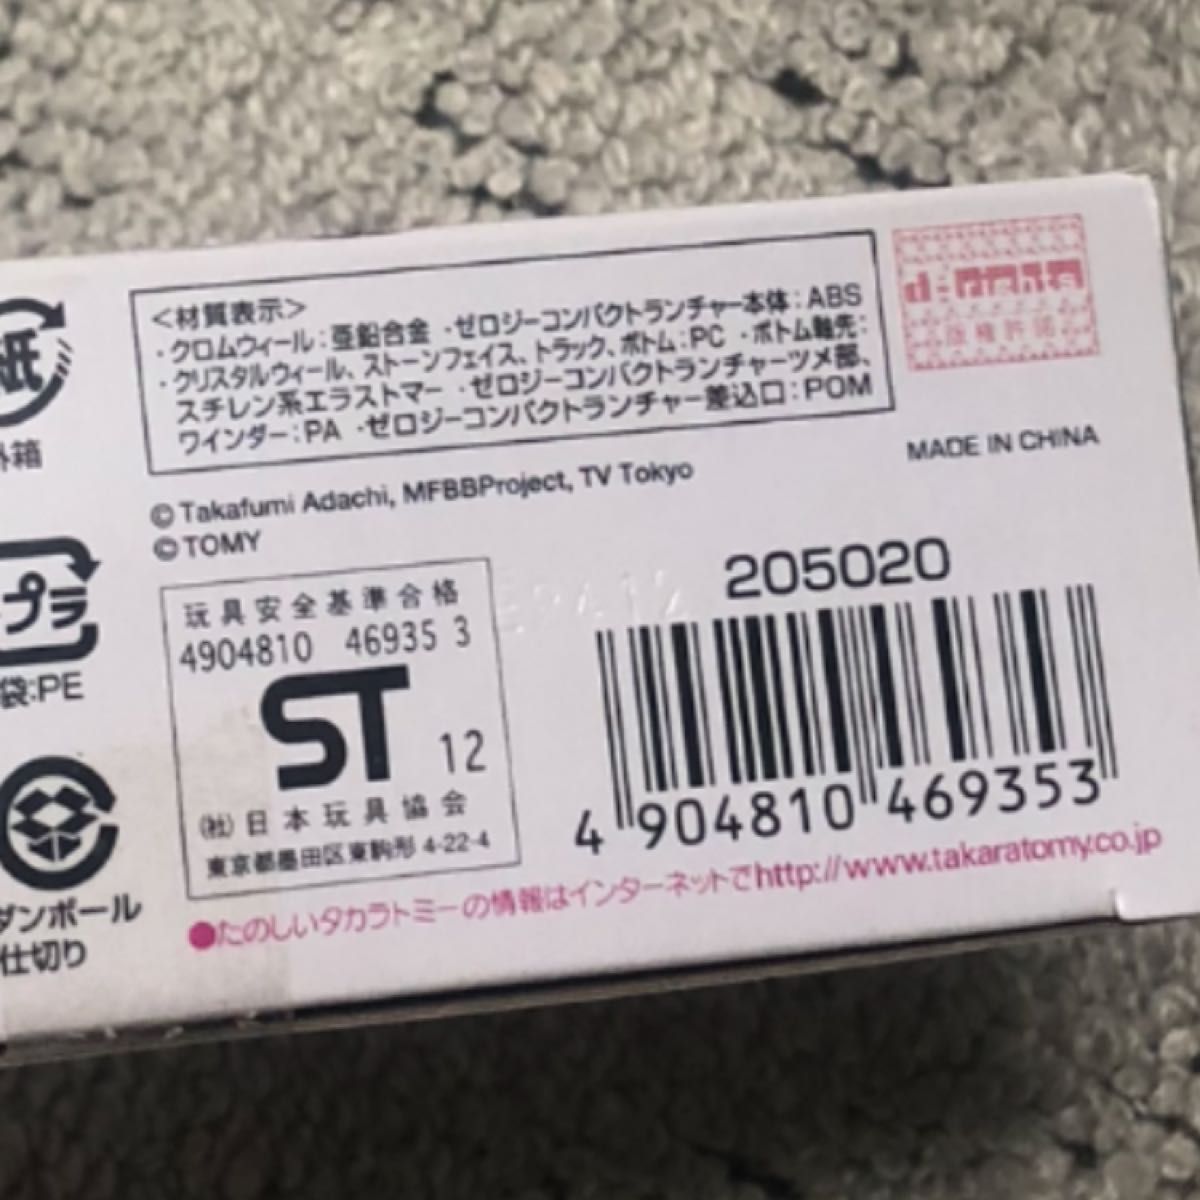 紙
外箱
プラ
袋:PE
ダンボール
仕切り
<材質表示>
・クロムウィール:亜鉛合金 ・ゼロジーコンパクトランチャー本体:ABS
・クリスタルウィール、ストーンフェイス、トラック、ボトム:PC ・ボトム軸先:
スチレン系エラストマー ・ゼロジーコンパクトランチャーツメ部、
ワインダー:PA ・ゼロジーコンパクトランチャー差込口:POM
© Takafumi Adachi, MFBBProject, TV Tokyo
© TOMY
MADE IN CHINA
版権許諾
玩具安全基準合格
4904810 46935 3
ST 12
(社)日本玩具協会
東京都墨田区東駒形 4-22-4
205020
4 904810 469353
●たのしいタカラトミーの情報はインターネットでhttp://www.takaratomy.co.jp